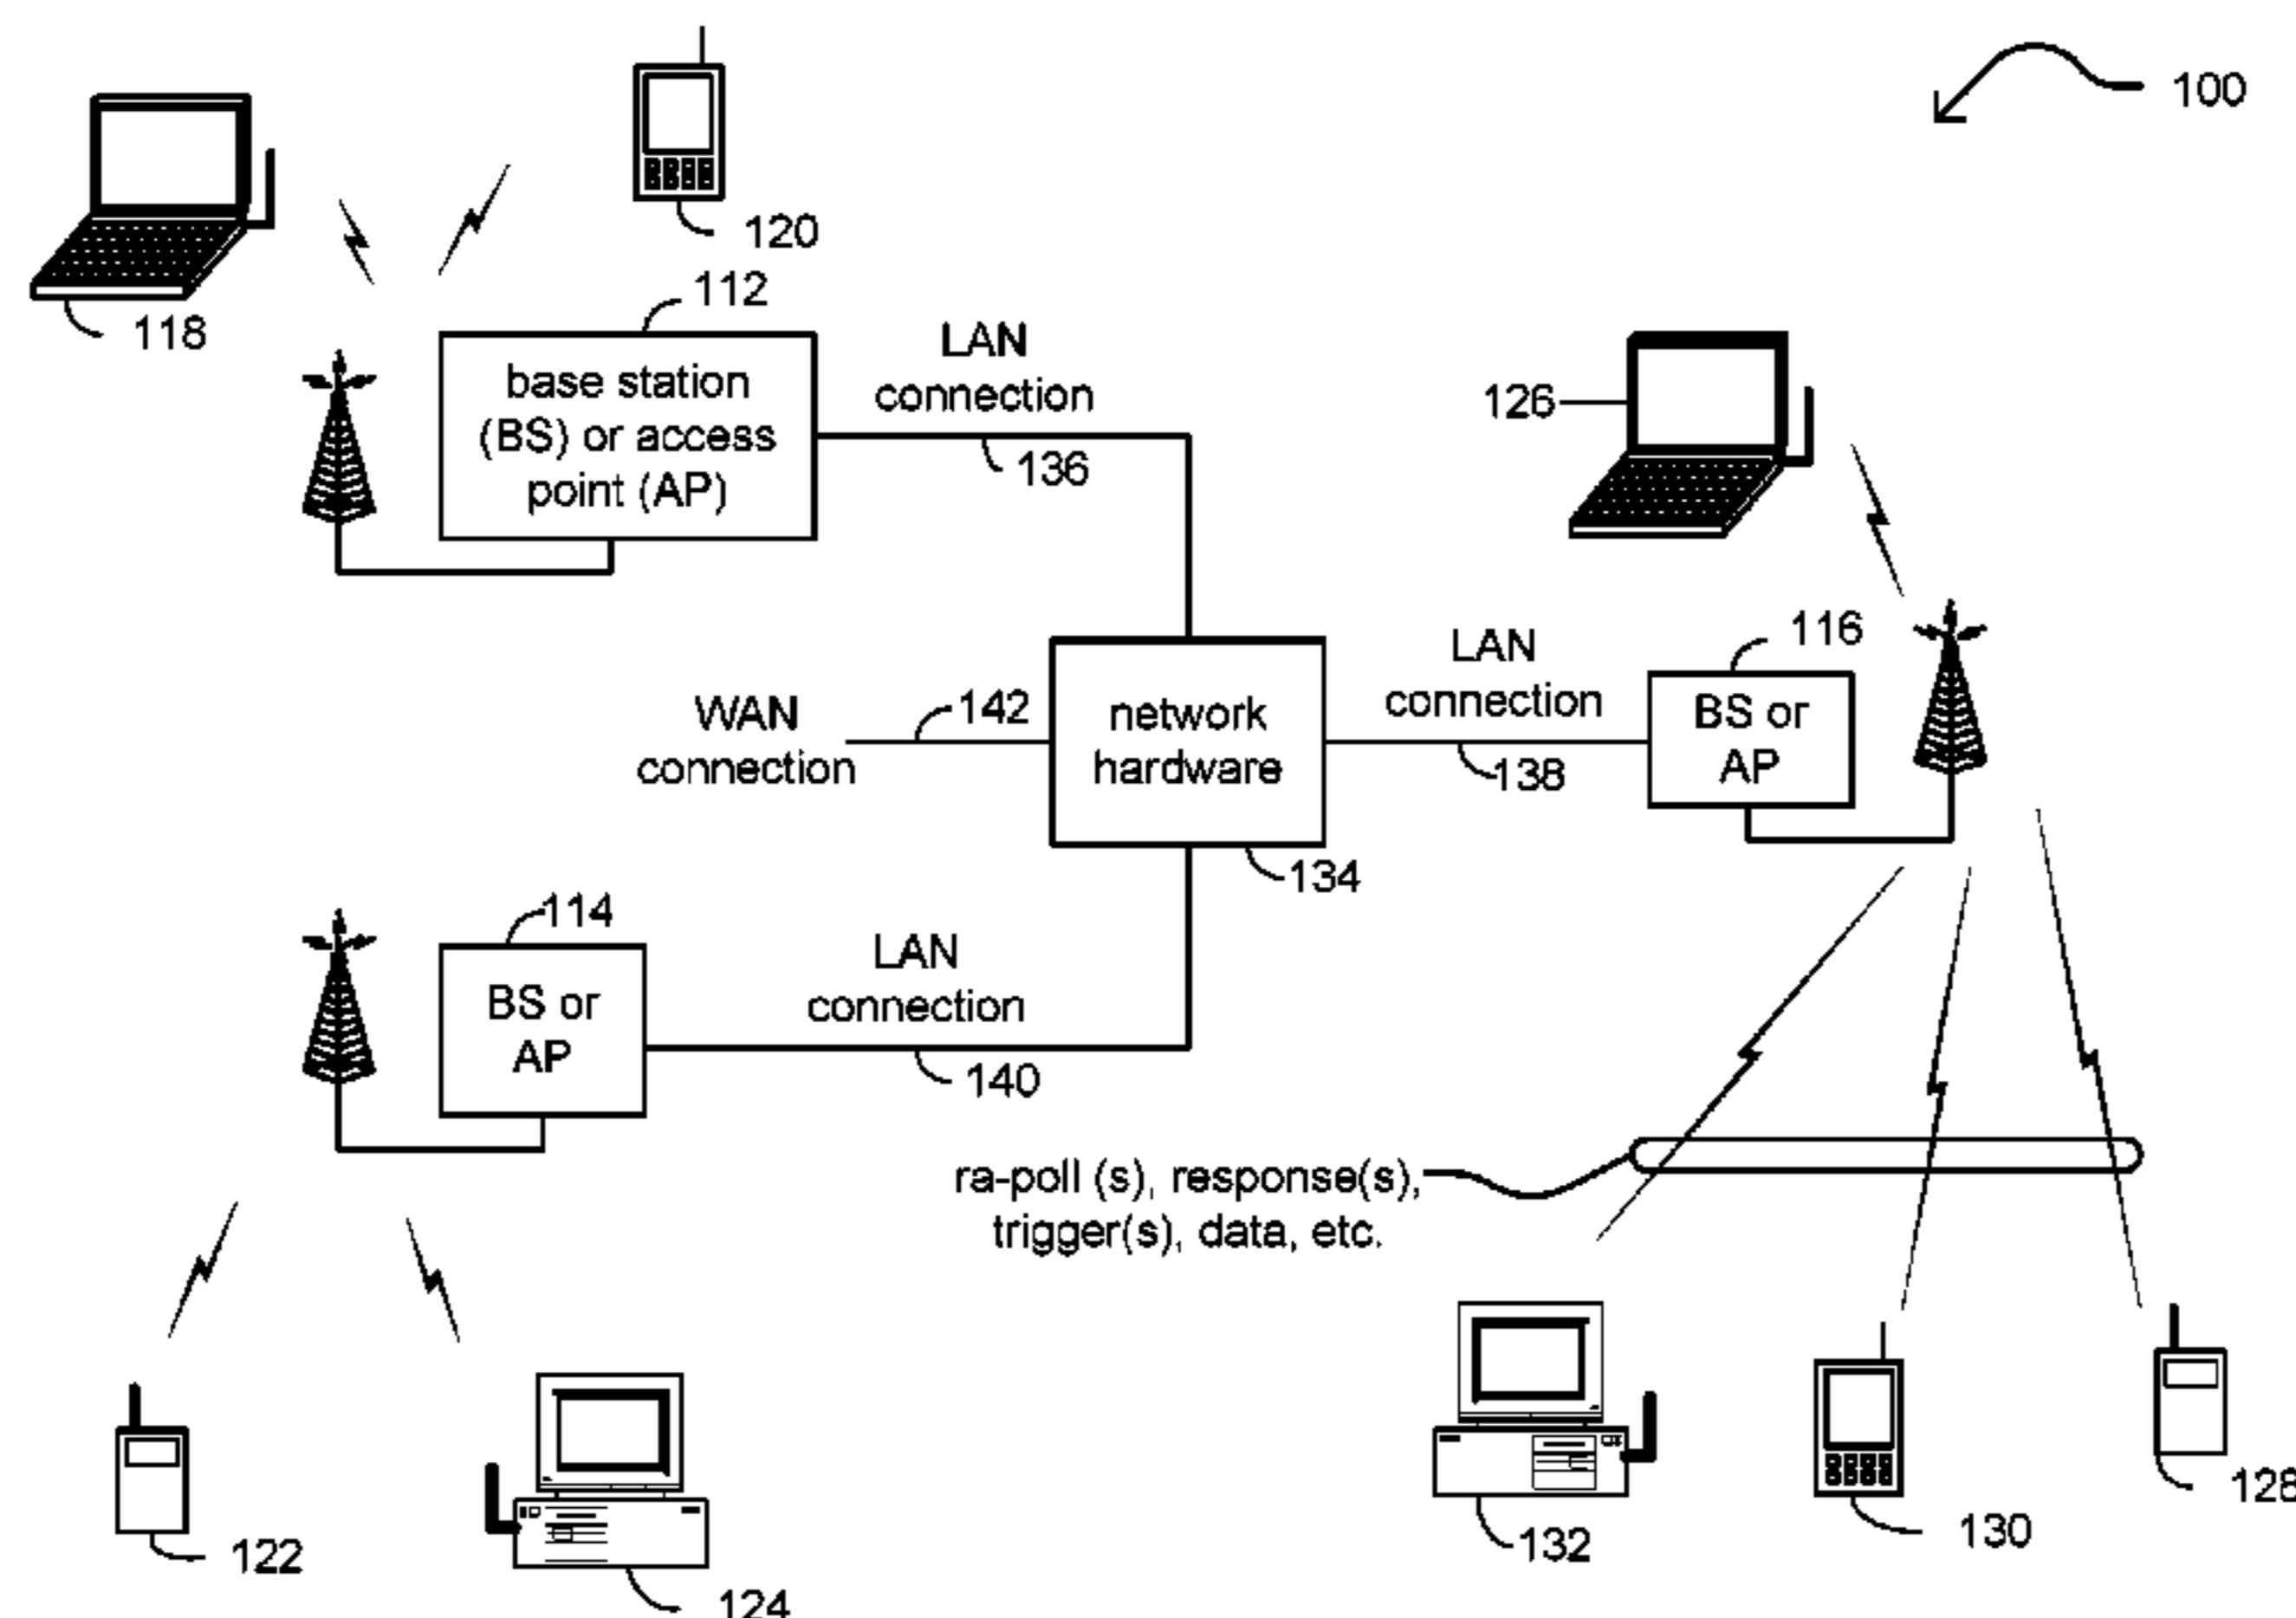 100
120
118
112
base station
(BS) or access
point (AP)
LAN
connection
136
126
116
LAN
connection
138
BS or
AP
WAN
connection
142
network
hardware
134
114
BS or
AP
LAN
connection
140
ra-poll (s), response(s),
trigger(s), data, etc.
122
124
132
130
128